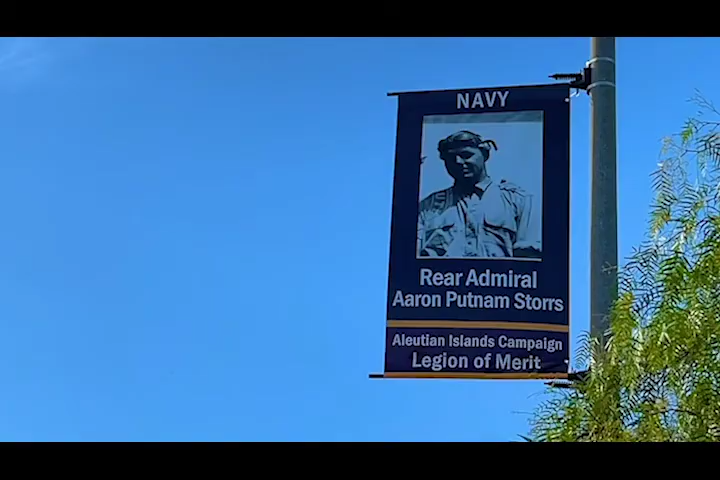 NAVY
Rear Admiral
Aaron Putnam Storrs
Aleutian Islands Campaign
Legion of Merit